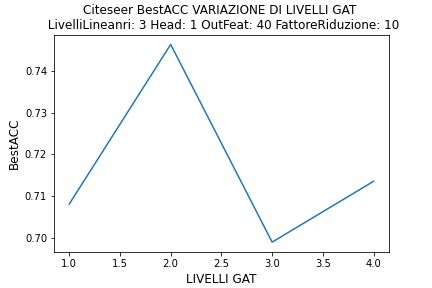 Citeseer BestACC VARIAZIONE DI LIVELLI GAT
LivelliLineanri: 3 Head: 1 OutFeat: 40 FattoreRiduzione: 10
0.74
0.73
0.72
0.71
0.70
BestACC
1.0 1.5 2.0 2.5 3.0 3.5 4.0
LIVELLI GAT